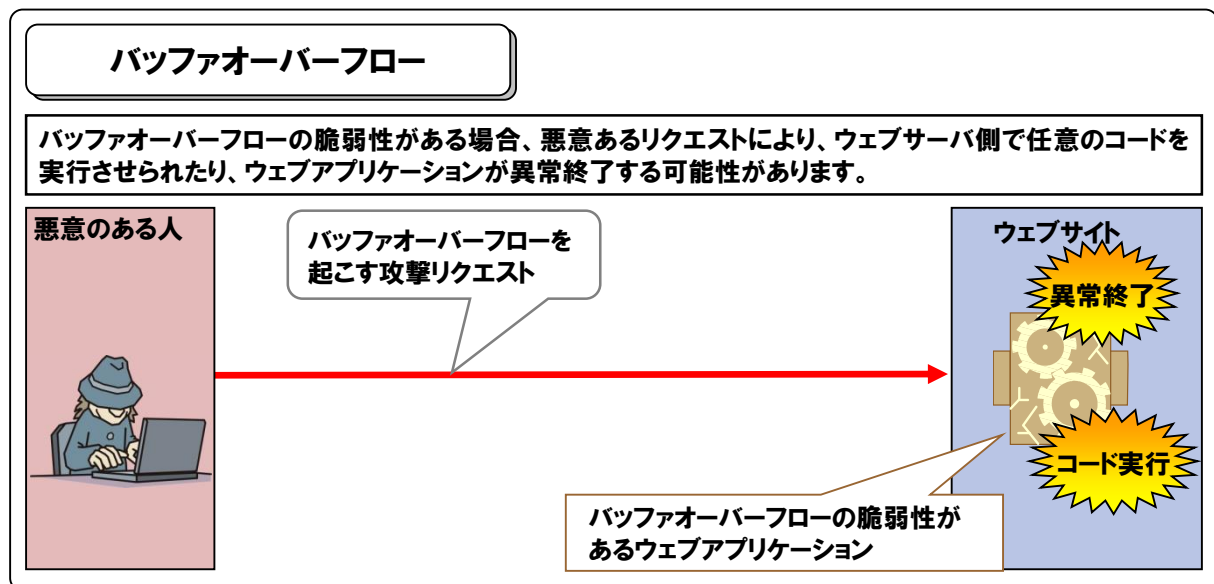 バッファオーバーフロー
バッファオーバーフローの脆弱性がある場合、悪意あるリクエストにより、ウェブサーバ側で任意のコードを
実行させられたり、ウェブアプリケーションが異常終了する可能性があります。
悪意のある人
バッファオーバーフローを
起こす攻撃リクエスト
ウェブサイト
異常終了
コード実行
バッファオーバーフローの脆弱性が
あるウェブアプリケーション